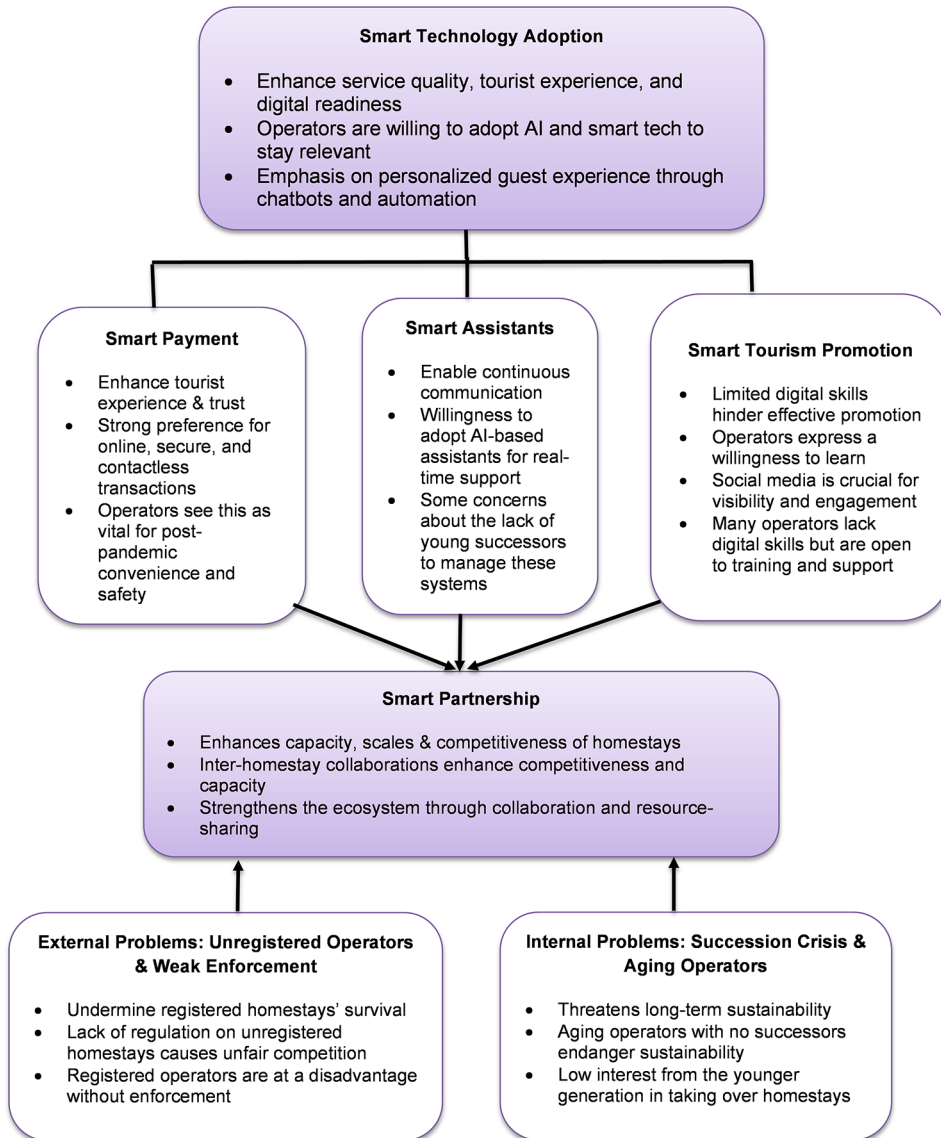 Smart Technology Adoption
• Enhance service quality, tourist experience, and
digital readiness
• Operators are willing to adopt AI and smart tech to
stay relevant
• Emphasis on personalized guest experience through
chatbots and automation
Smart Payment
• Enhance tourist
experience & trust
• Strong preference for
online, secure, and
contactless
transactions
• Operators see this as
vital for post-
pandemic
convenience and
safety
Smart Assistants
• Enable continuous
communication
• Willingness to
adopt AI-based
assistants for real-
time support
• Some concerns
about the lack of
young successors
to manage these
systems
Smart Tourism Promotion
• Limited digital skills
hinder effective promotion
• Operators express a
willingness to learn
• Social media is crucial for
visibility and engagement
• Many operators lack
digital skills but are open
to training and support
Smart Partnership
• Enhances capacity, scales & competitiveness of homestays
• Inter-homestay collaborations enhance competitiveness and
capacity
• Strengthens the ecosystem through collaboration and resource-
sharing
External Problems: Unregistered Operators
& Weak Enforcement
• Undermine registered homestays’ survival
• Lack of regulation on unregistered
homestays causes unfair competition
• Registered operators are at a disadvantage
without enforcement
Internal Problems: Succession Crisis &
Aging Operators
• Threatens long-term sustainability
• Aging operators with no successors
endanger sustainability
• Low interest from the younger
generation in taking over homestays